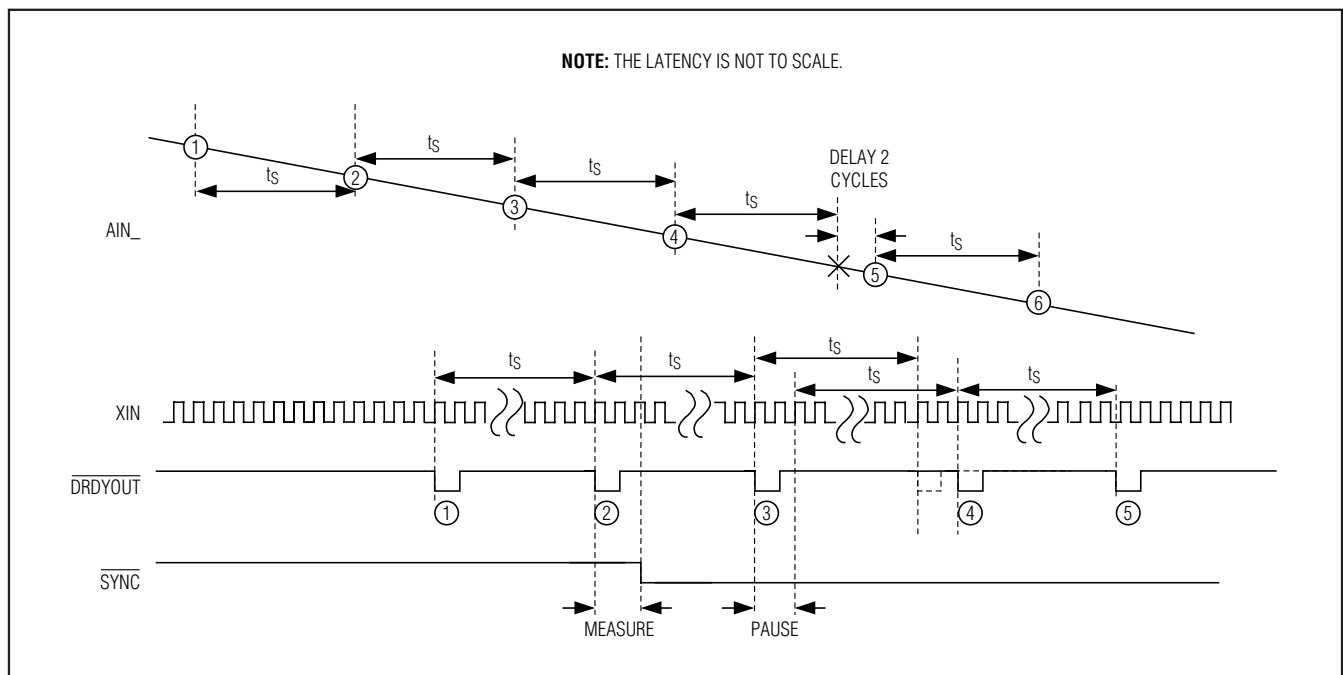 NOTE: THE LATENCY IS NOT TO SCALE.
1
tS
2
tS
3
tS
4
tS
DELAY 2
CYCLES
5
tS
6
AIN_
tS
tS
tS
tS
tS
XIN
DRDYOUT
1
2
3
4
5
SYNC
MEASURE
PAUSE